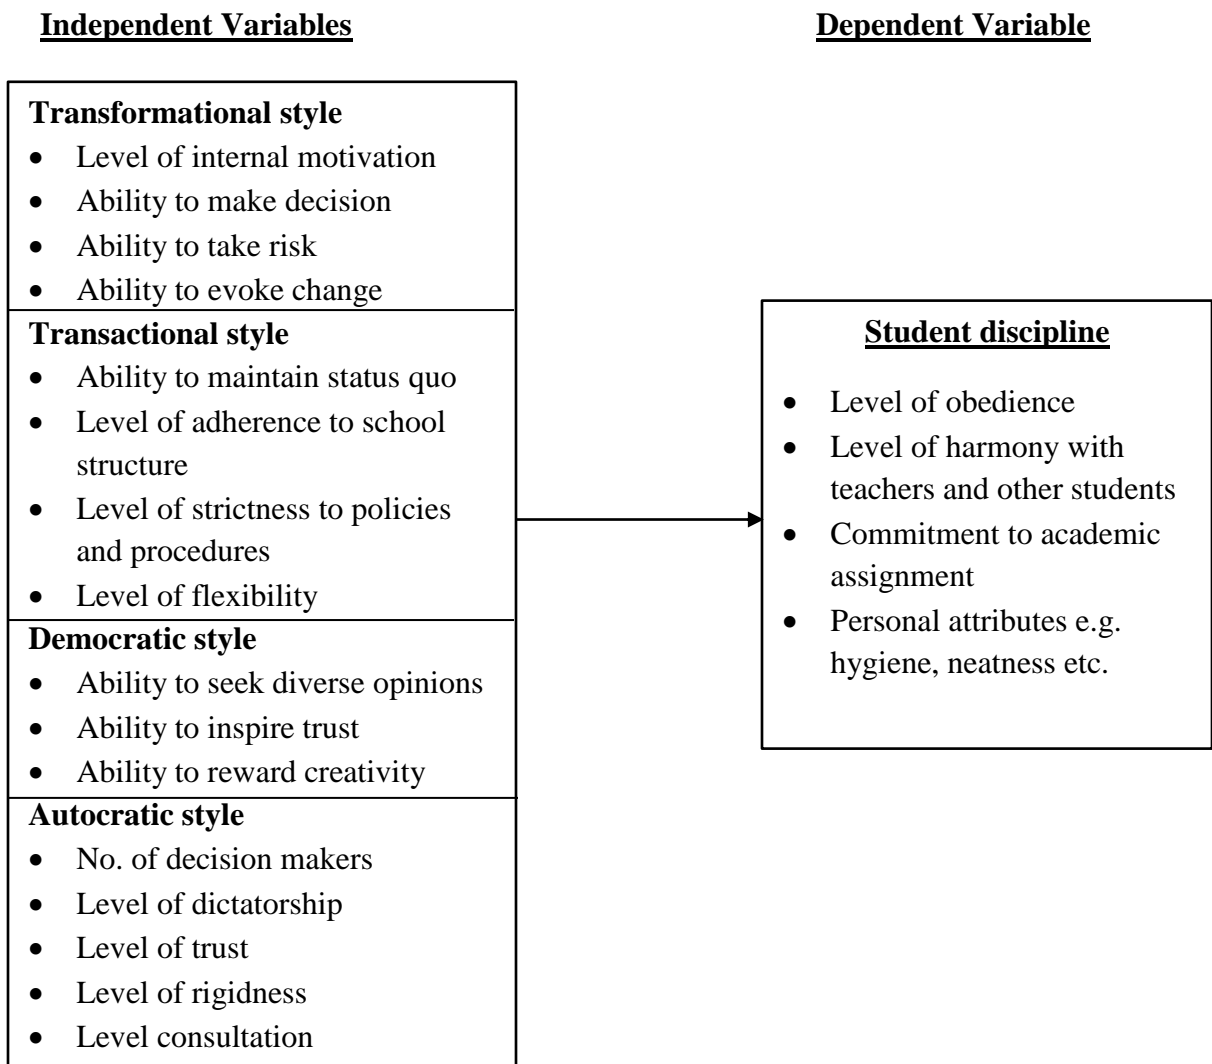 Independent Variables
Dependent Variable
Transformational style
• Level of internal motivation
• Ability to make decision
• Ability to take risk
• Ability to evoke change
Transactional style
• Ability to maintain status quo
• Level of adherence to school
structure
• Level of strictness to policies
and procedures
• Level of flexibility
Democratic style
• Ability to seek diverse opinions
• Ability to inspire trust
• Ability to reward creativity
Autocratic style
• No. of decision makers
• Level of dictatorship
• Level of trust
• Level of rigidness
• Level consultation
Student discipline
• Level of obedience
• Level of harmony with
teachers and other students
• Commitment to academic
assignment
• Personal attributes e.g.
hygiene, neatness etc.